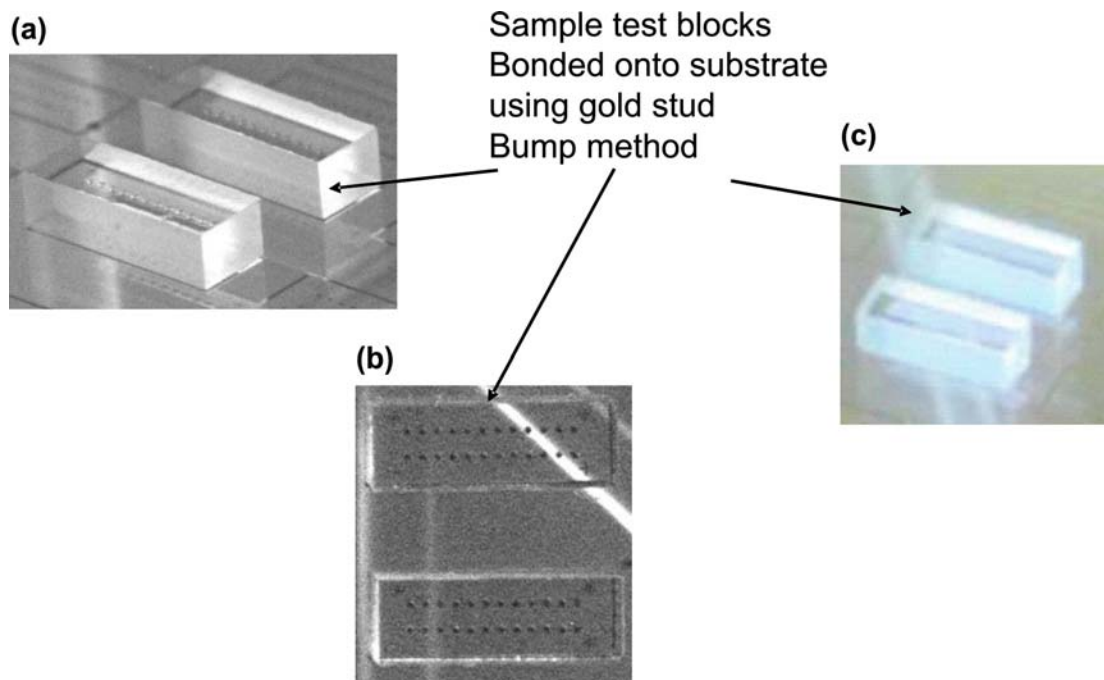 (a)
Sample test blocks
Bonded onto substrate
using gold stud
Bump method
(c)
(b)